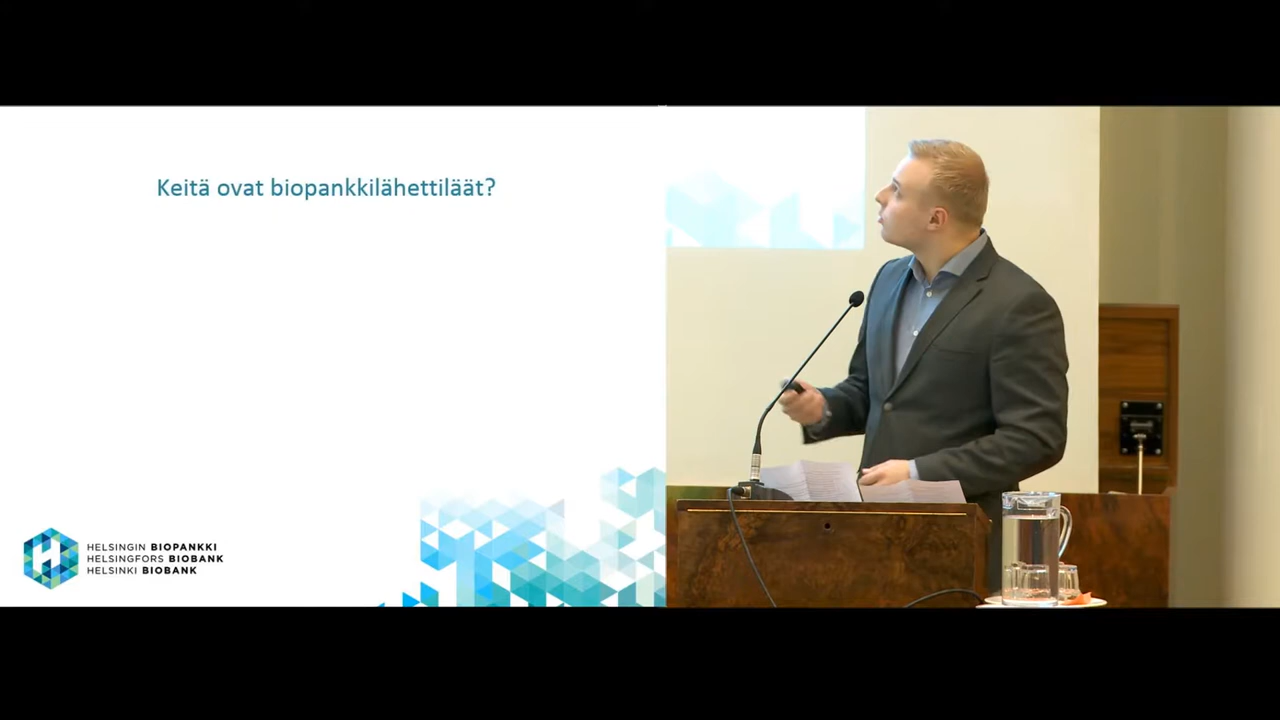 Keitä ovat biopankkilähettiläät?
HELSINGIN BIOPANKKI
HELSINGFORS BIOBANK
HELSINKI BIOBANK